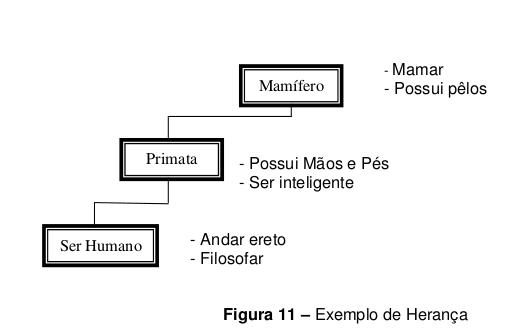 Mamífero
- Mamar
- Possui pêlos
Primata
- Possui Mãos e Pés
- Ser inteligente
Ser Humano
- Andar ereto
- Filosofar
Figura 11 – Exemplo de Herança